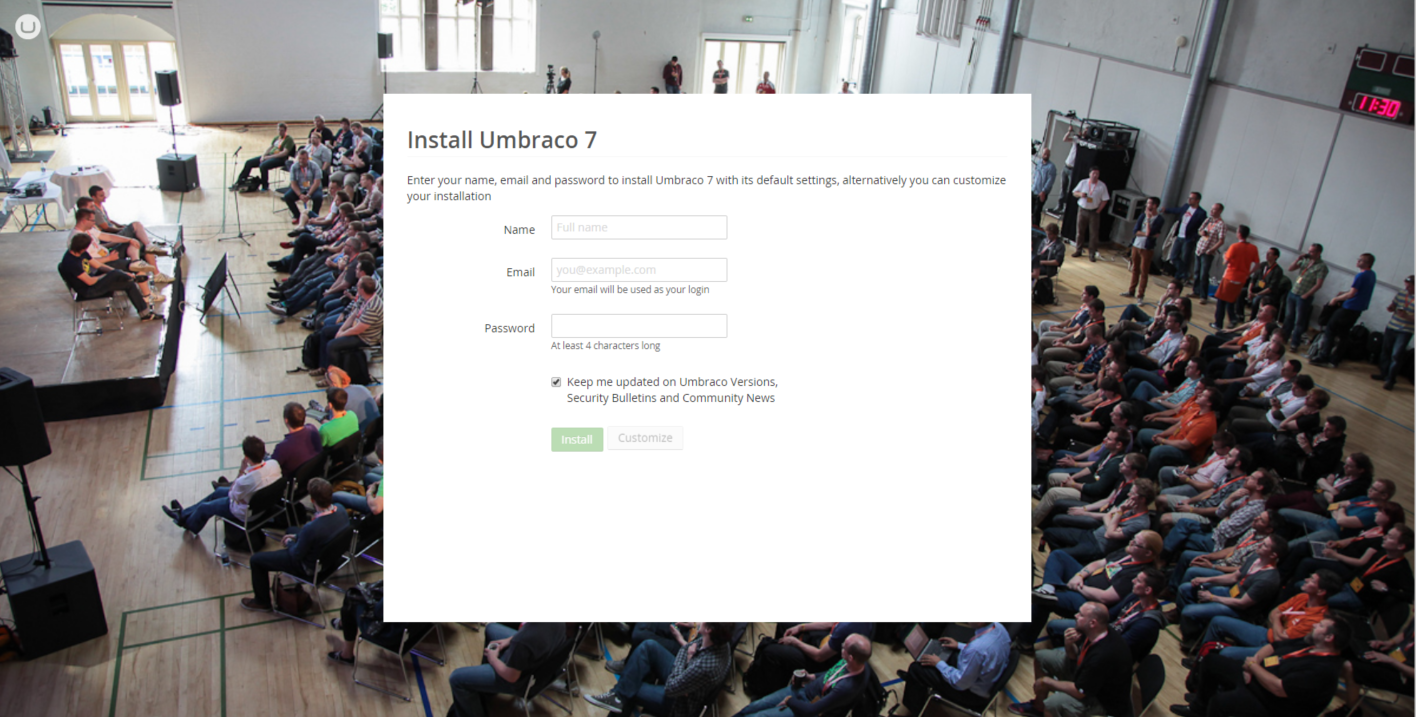 11:30
Install Umbraco 7
Enter your name, email and password to install Umbraco 7 with its default settings, alternatively you can customize
your installation
Name
Full name
Email
you@example.com
Your email will be used as your login
Password
At least 4 characters long
Keep me updated on Umbraco Versions,
Security Bulletins and Community News
Install
Customize